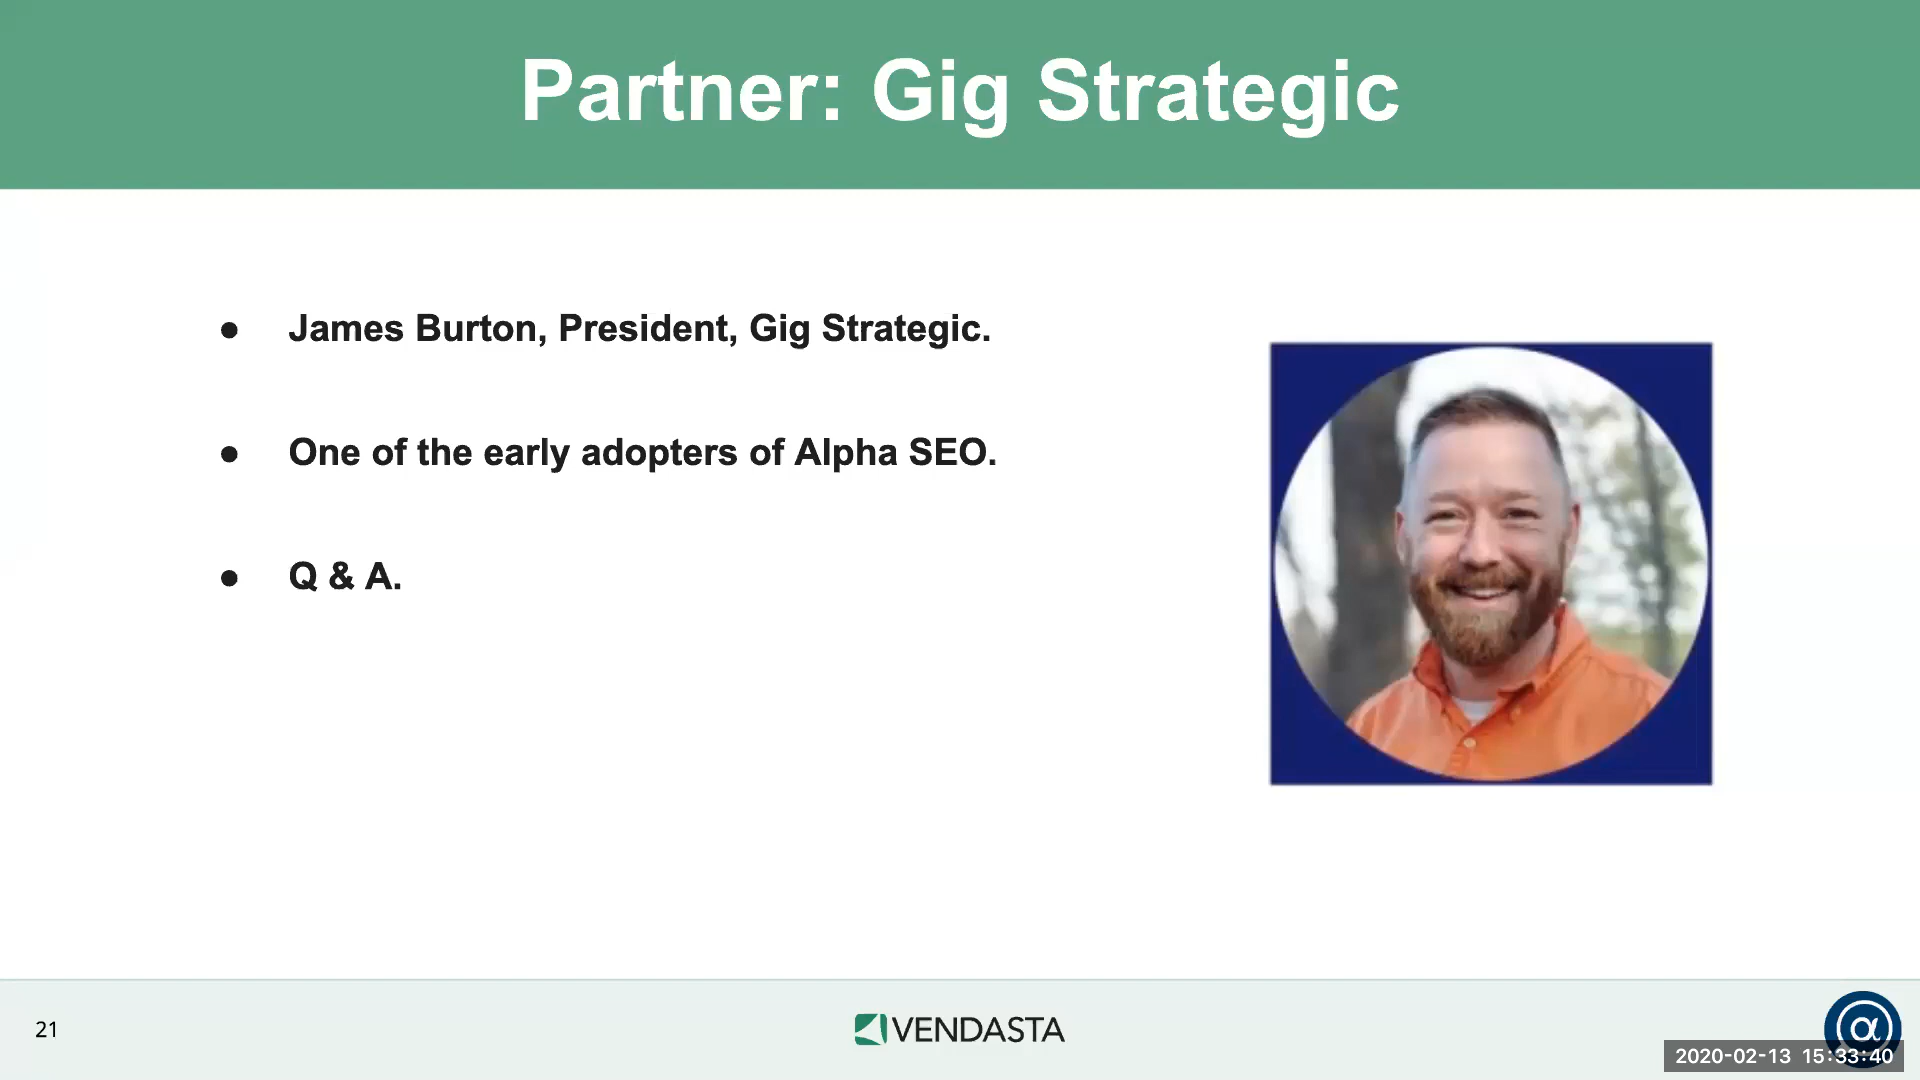 Partner: Gig Strategic
● James Burton, President, Gig Strategic.
● One of the early adopters of Alpha SEO.
● Q & A.
21
VENDASTA
α
2020-02-13 15:33:40